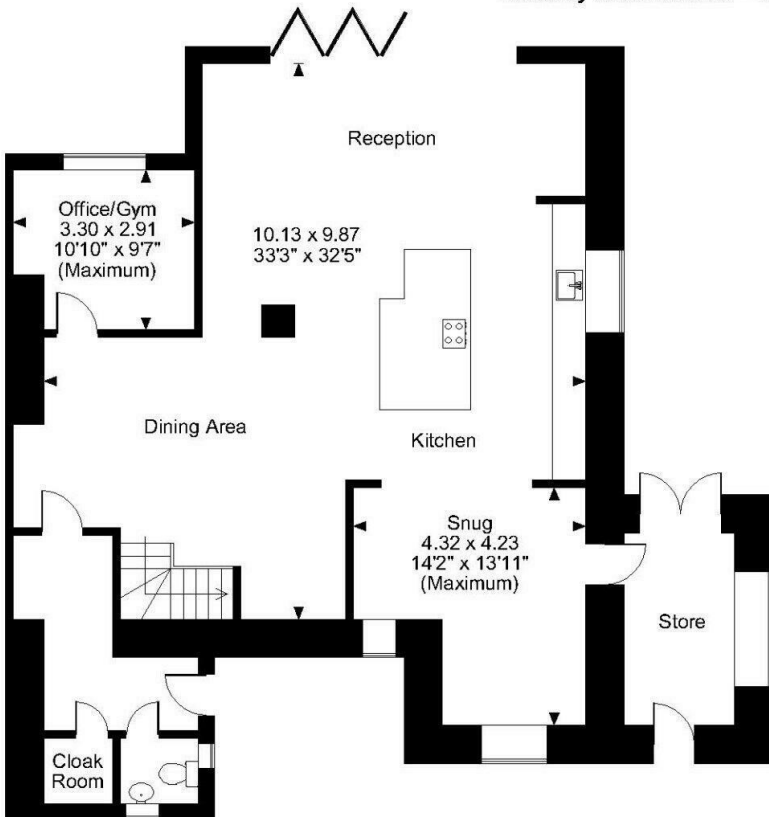 Reception
Office/Gym
3.30 x 2.91
10'10" x 9'7"
(Maximum)
10.13 x 9.87
33'3" x 32'5"
Dining Area
Kitchen
Snug
4.32 x 4.23
14'2" x 13'11"
(Maximum)
Store
Cloak
Room